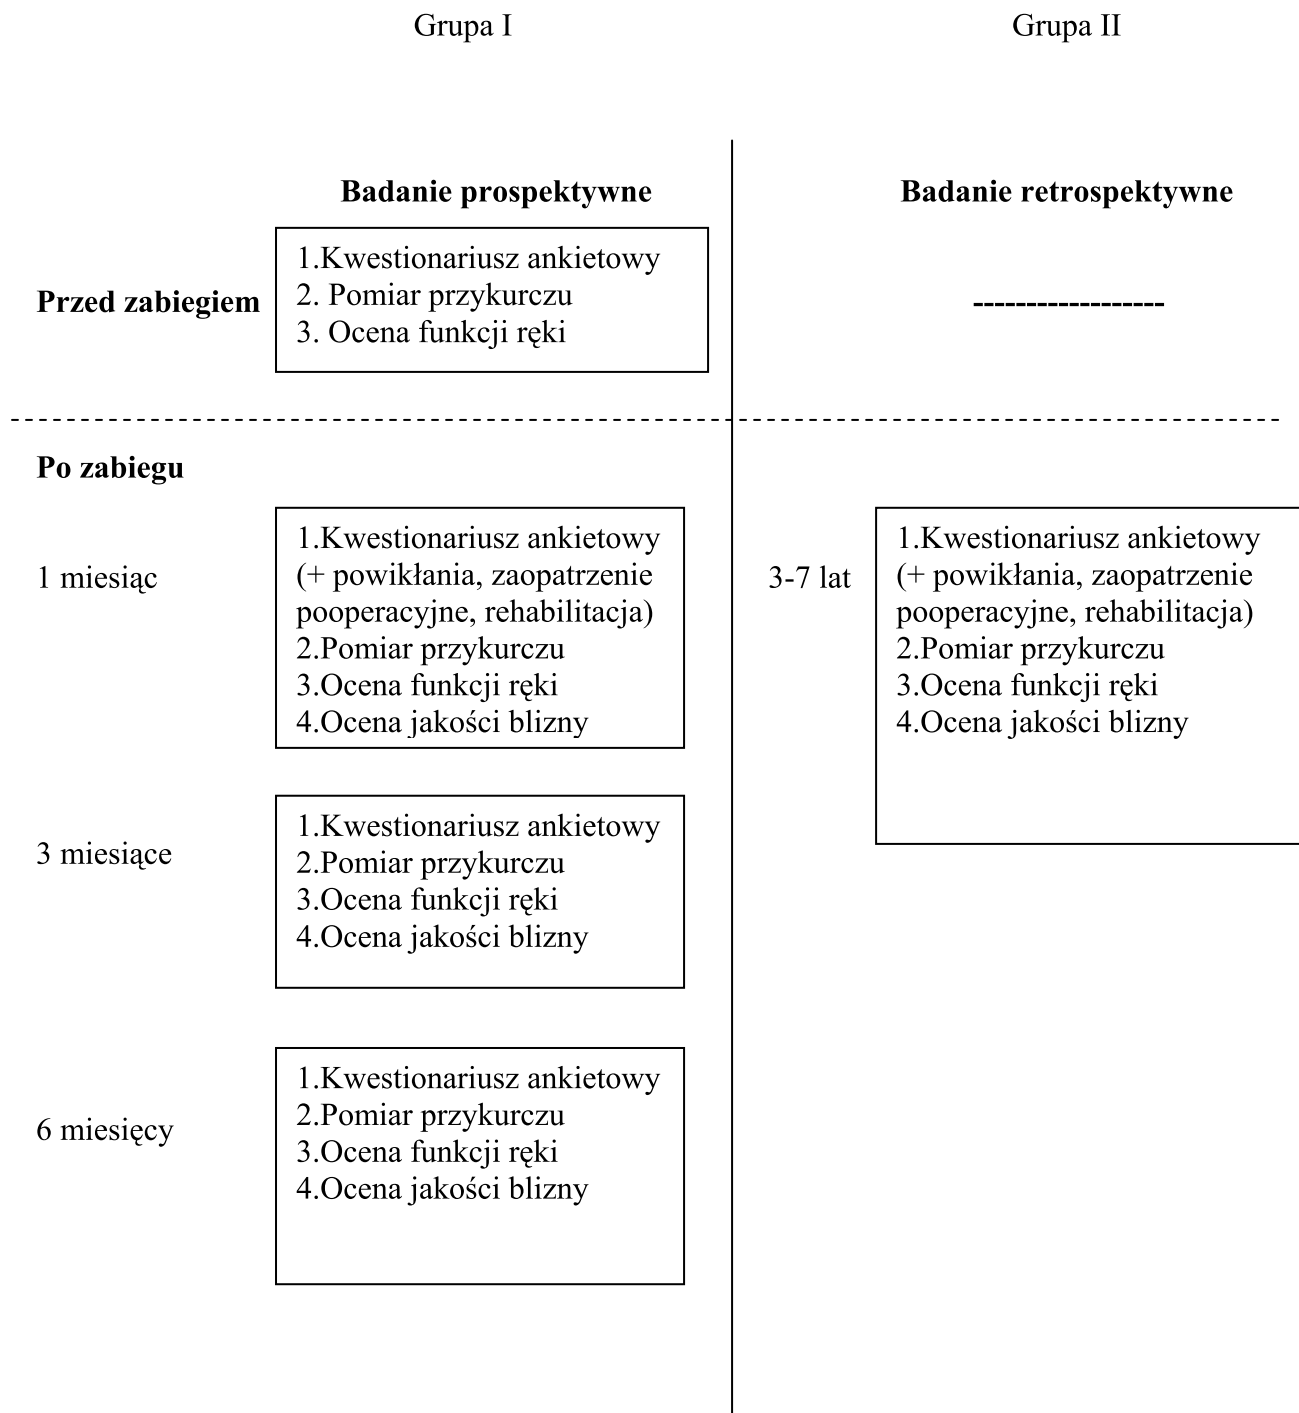 Grupa I
Grupa II
Badanie prospektywne
Badanie retrospektywne
Przed zabiegiem
1.Kwestionariusz ankietowy
2. Pomiar przykurczu
3. Ocena funkcji ręki
------------------
Po zabiegu
1 miesiąc
1.Kwestionariusz ankietowy
(+ powikłania, zaopatrzenie
pooperacyjne, rehabilitacja)
2.Pomiar przykurczu
3.Ocena funkcji ręki
4.Ocena jakości blizny
3-7 lat
1.Kwestionariusz ankietowy
(+ powikłania, zaopatrzenie
pooperacyjne, rehabilitacja)
2.Pomiar przykurczu
3.Ocena funkcji ręki
4.Ocena jakości blizny
3 miesiące
1.Kwestionariusz ankietowy
2.Pomiar przykurczu
3.Ocena funkcji ręki
4.Ocena jakości blizny
6 miesięcy
1.Kwestionariusz ankietowy
2.Pomiar przykurczu
3.Ocena funkcji ręki
4.Ocena jakości blizny